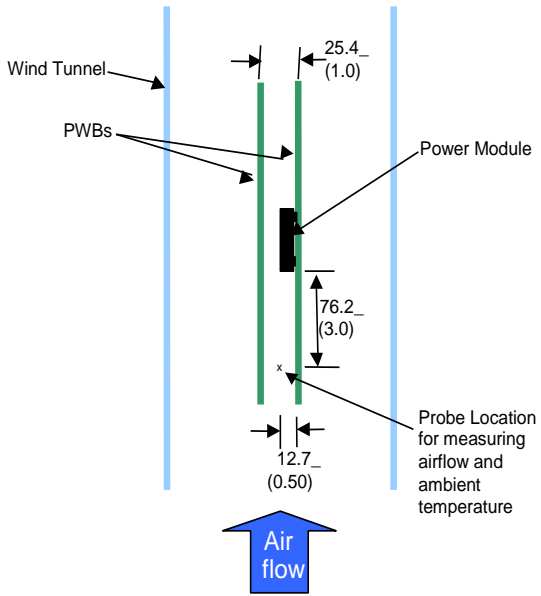 25.4_
(1.0)
Wind Tunnel
PWBs
Power Module
76.2_
(3.0)
x
Probe Location
for measuring
airflow and
ambient
temperature
12.7_
(0.50)
Air
flow